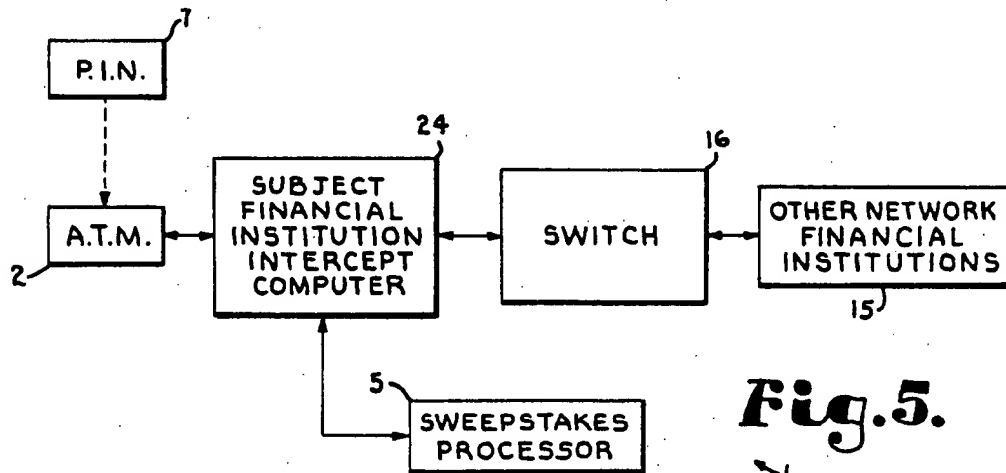 7
P.I.N.
24
16
SUBJECT
FINANCIAL
INSTITUTION
INTERCEPT
COMPUTER
A.T.M.
2
SWITCH
OTHER NETWORK
FINANCIAL
INSTITUTIONS
15
5
SWEEPSTAKES
PROCESSOR
Fig.5.
1